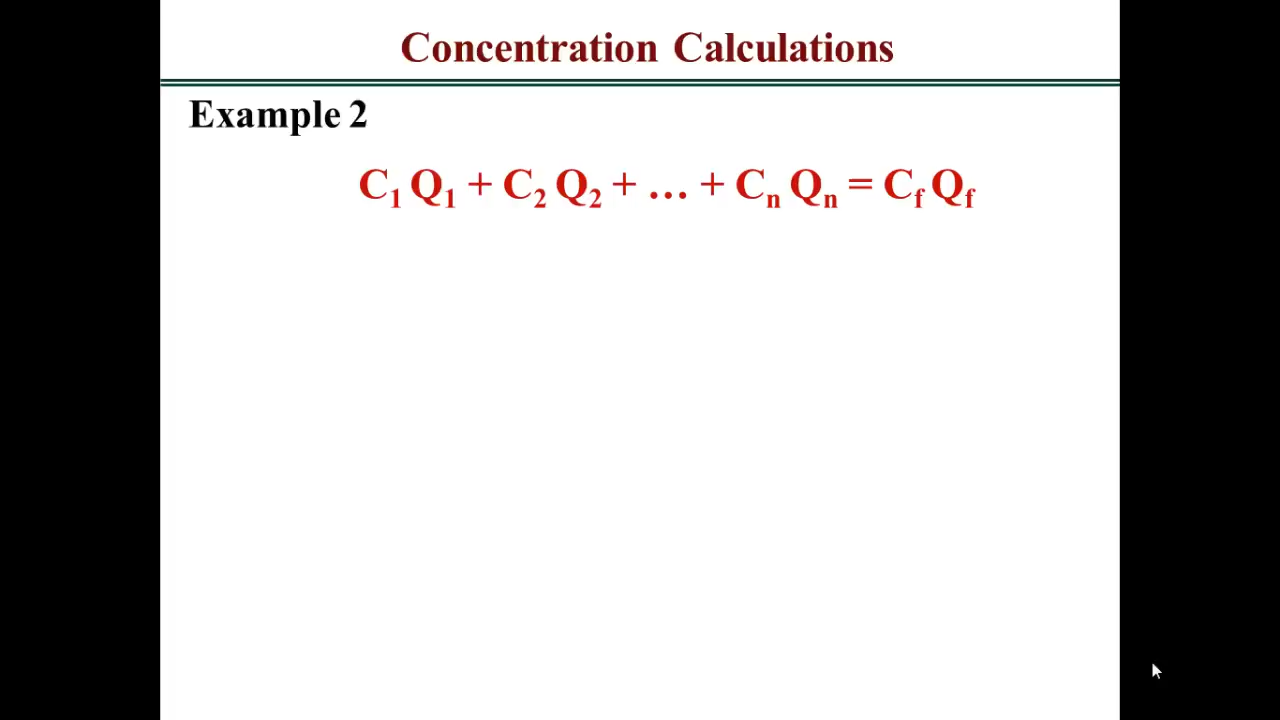 Concentration Calculations
Example 2
C₁ Q₁ + C₂ Q₂ + … + Cₙ Qₙ = C_f Q_f